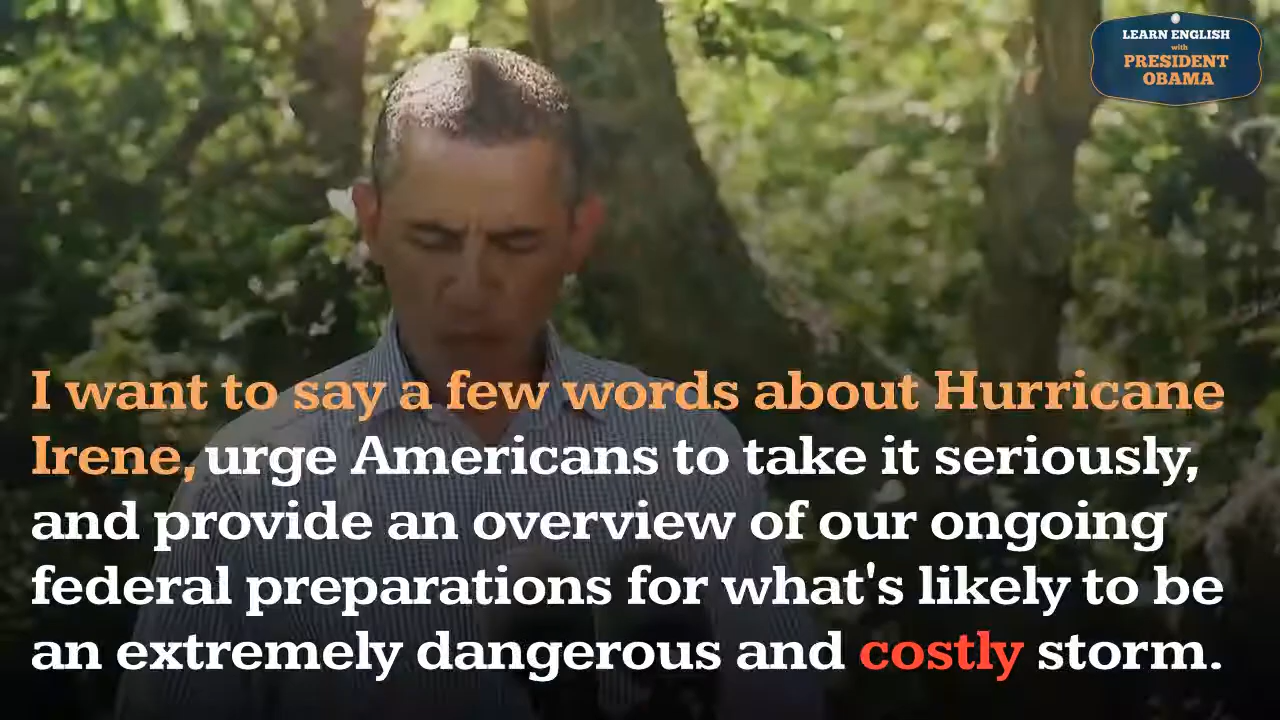 LEARN ENGLISH
with
PRESIDENT
OBAMA
I want to say a few words about Hurricane
Irene, urge Americans to take it seriously,
and provide an overview of our ongoing
federal preparations for what's likely to be
an extremely dangerous and costly storm.